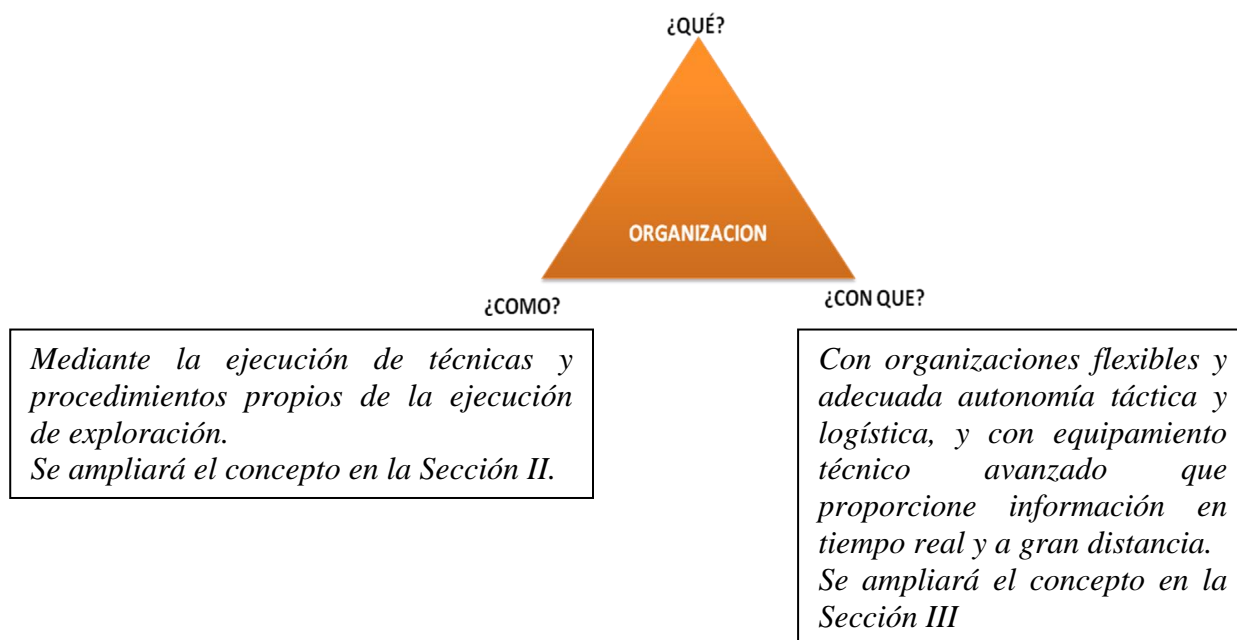 ¿QUÉ?
ORGANIZACION
¿COMO?
¿CON QUE?
Mediante la ejecución de técnicas y
procedimientos propios de la ejecución
de exploración.
Se ampliará el concepto en la Sección II.
Con organizaciones flexibles y
adecuada autonomía táctica y
logística, y con equipamiento
técnico avanzado que
proporcione información en
tiempo real y a gran distancia.
Se ampliará el concepto en la
Sección III